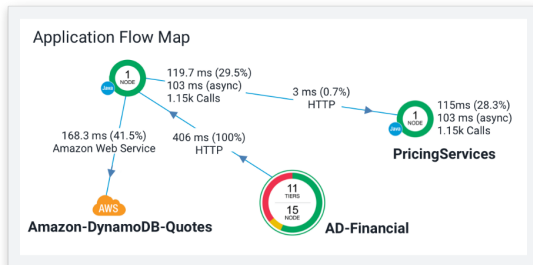 Application Flow Map
1
NODE
Java
119.7 ms (29.5%)
103 ms (async)
1.15k Calls
3 ms (0.7%)
HTTP
1
NODE
Java
115ms (28.3%)
103 ms (async)
1.15k Calls
PricingServices
168.3 ms (41.5%)
Amazon Web Service
406 ms (100%)
HTTP
AWS
Amazon-DynamoDB-Quotes
11
TIERS
15
NODE
AD-Financial